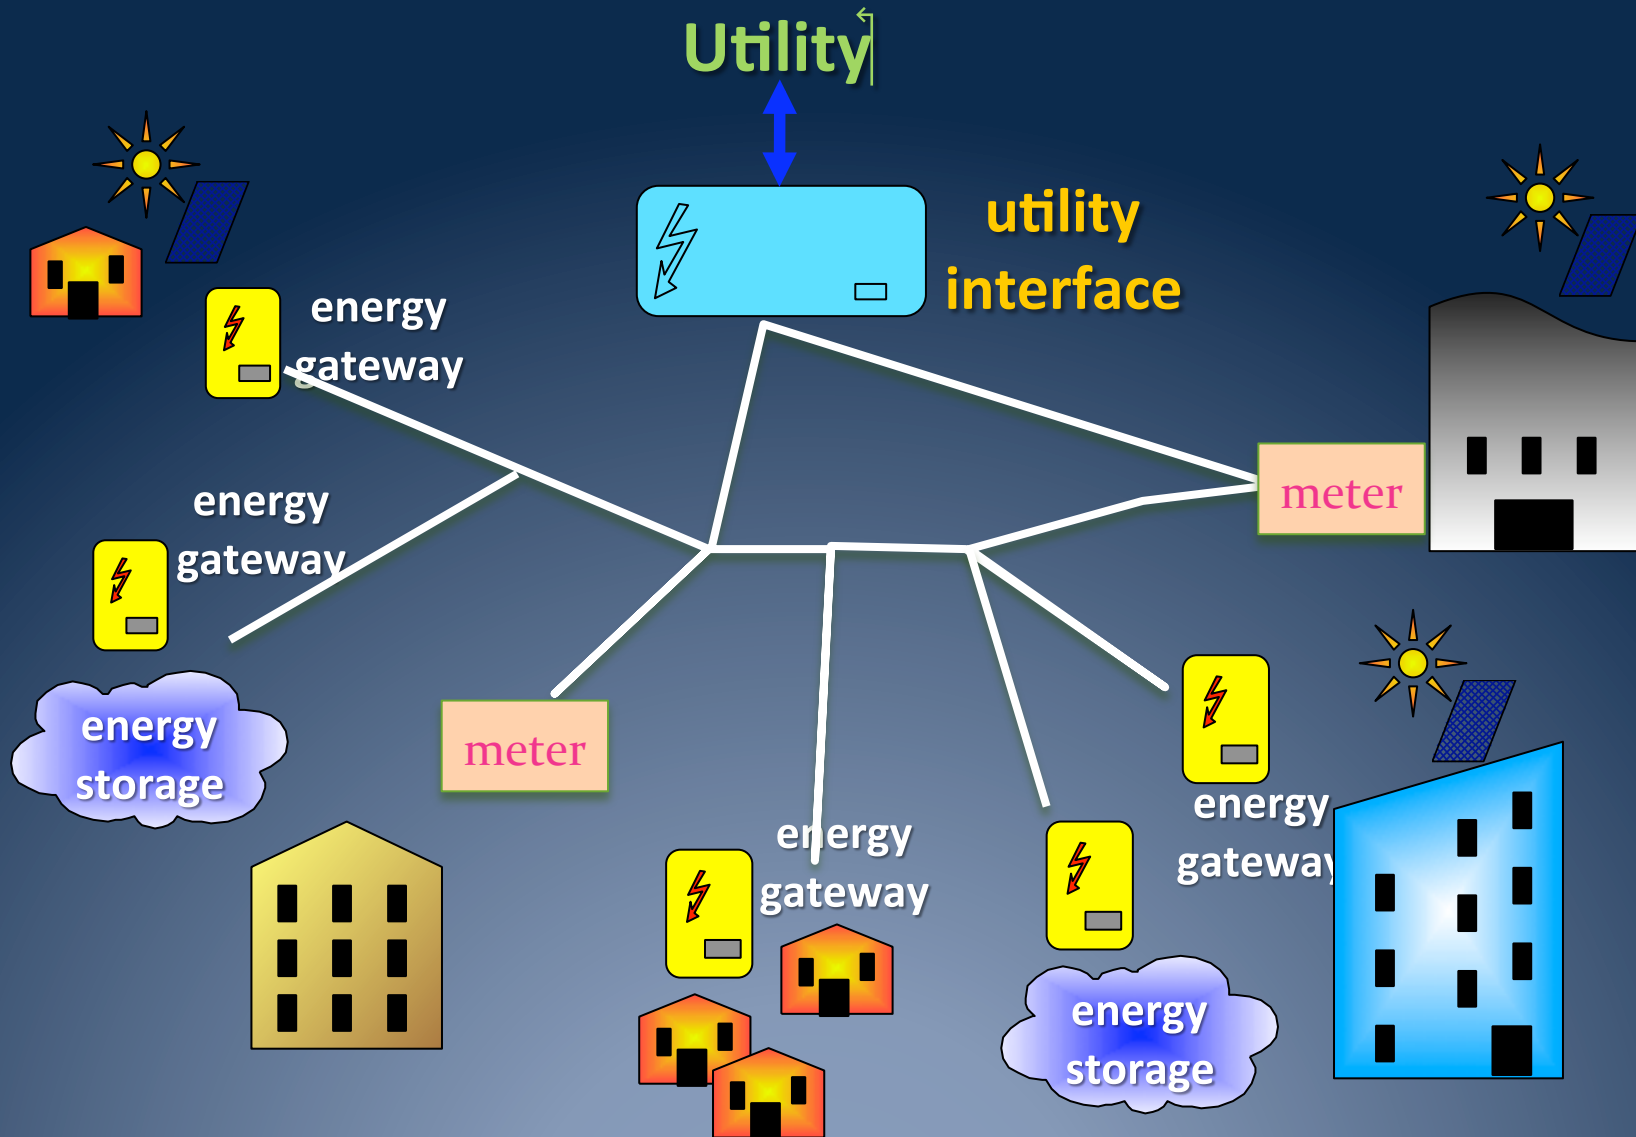 Utility
utility
interface
energy
gateway
energy
gateway
meter
energy
storage
meter
energy
gateway
energy
gateway
energy
storage